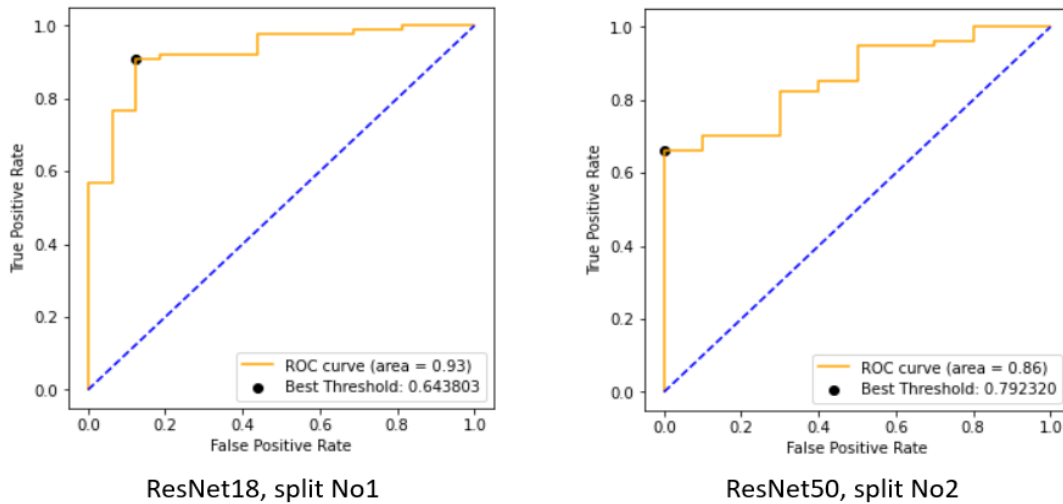 1.0
0.8
0.6
0.4
0.2
0.0
True Positive Rate
ROC curve (area = 0.93)
Best Threshold: 0.643803
0.0 0.2 0.4 0.6 0.8 1.0
False Positive Rate
ResNet18, split No1
1.0
0.8
0.6
0.4
0.2
0.0
True Positive Rate
ROC curve (area = 0.86)
Best Threshold: 0.792320
0.0 0.2 0.4 0.6 0.8 1.0
False Positive Rate
ResNet50, split No2